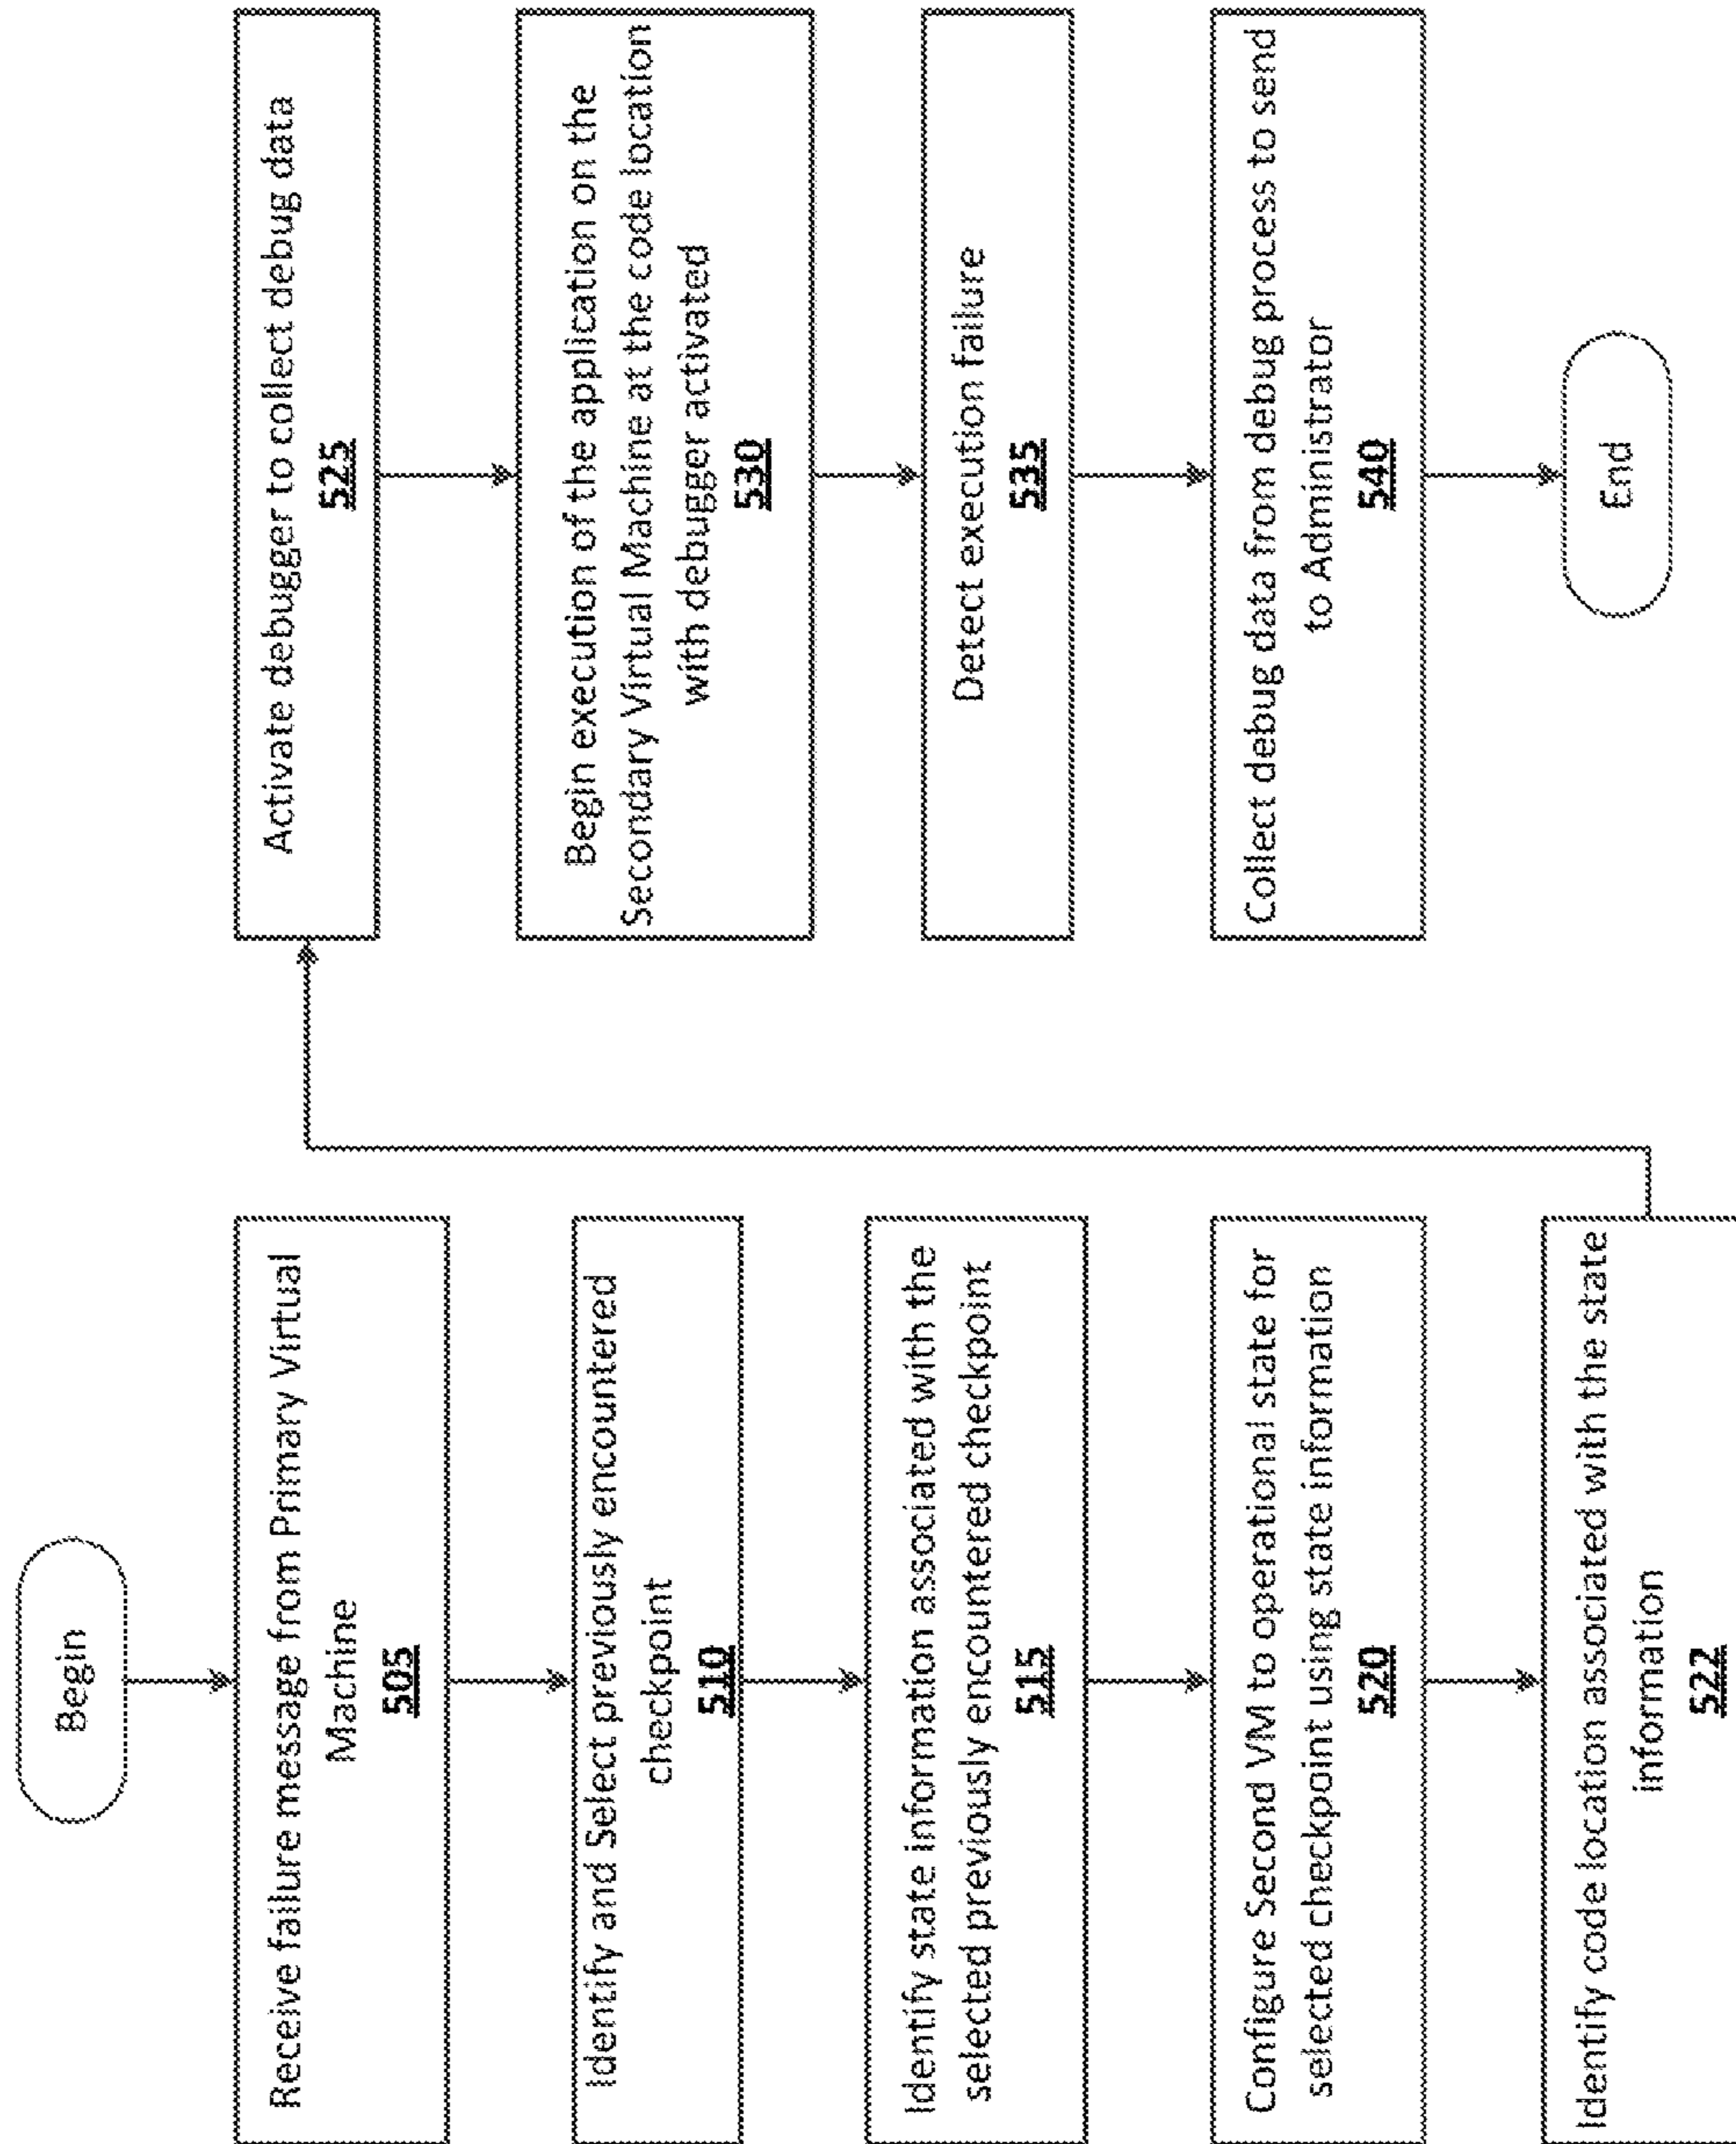 Begin
Receive failure message from Primary Virtual
Machine
505
Identify and Select previously encountered
checkpoint
510
Identify state information associated with the
selected previously encountered checkpoint
515
Configure Second VM to operational state for
selected checkpoint using state information
520
Identify code location associated with the state
information
522
Activate debugger to collect debug data
525
Begin execution of the application on the
Secondary Virtual Machine at the code location
with debugger activated
530
Detect execution failure
535
Collect debug data from debug process to send
to Administrator
540
End